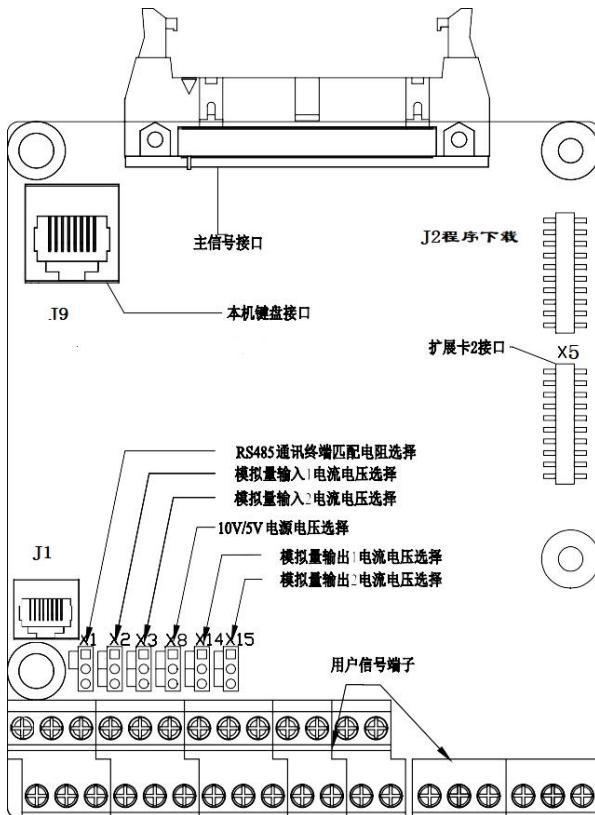 主信号接口
J2程序下载
J9
本机键盘接口
扩展卡2接口
X5
RS485通讯终端匹配电阻选择
模拟量输入1电流电压选择
模拟量输入2电流电压选择
10V/5V电源电压选择
J1
模拟量输出1电流电压选择
模拟量输出2电流电压选择
X1 X2 X3 X8 X14 X15
用户信号端子